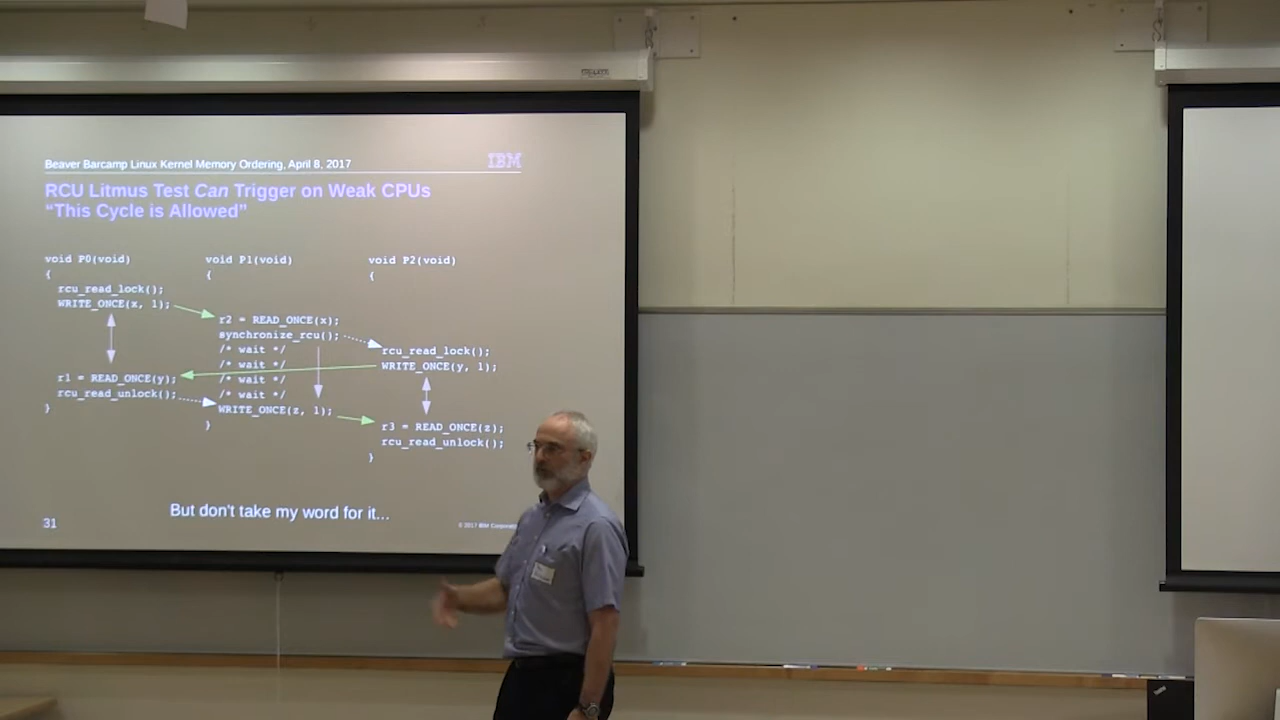 Beaver Barcamp Linux Kernel Memory Ordering, April 8, 2017
IBM
RCU Litmus Test Can Trigger on Weak CPUs
“This Cycle is Allowed”
void P0(void)
{
rcu_read_lock();
WRITE_ONCE(x, 1);
r1 = READ_ONCE(y);
rcu_read_unlock();
}
void P1(void)
{
r2 = READ_ONCE(x);
synchronize_rcu();
/* wait */
/* wait */
/* wait */
/* wait */
WRITE_ONCE(z, 1);
}
void P2(void)
{
rcu_read_lock();
WRITE_ONCE(y, 1);
r3 = READ_ONCE(z);
rcu_read_unlock();
}
But don't take my word for it...
31
© 2017 IBM